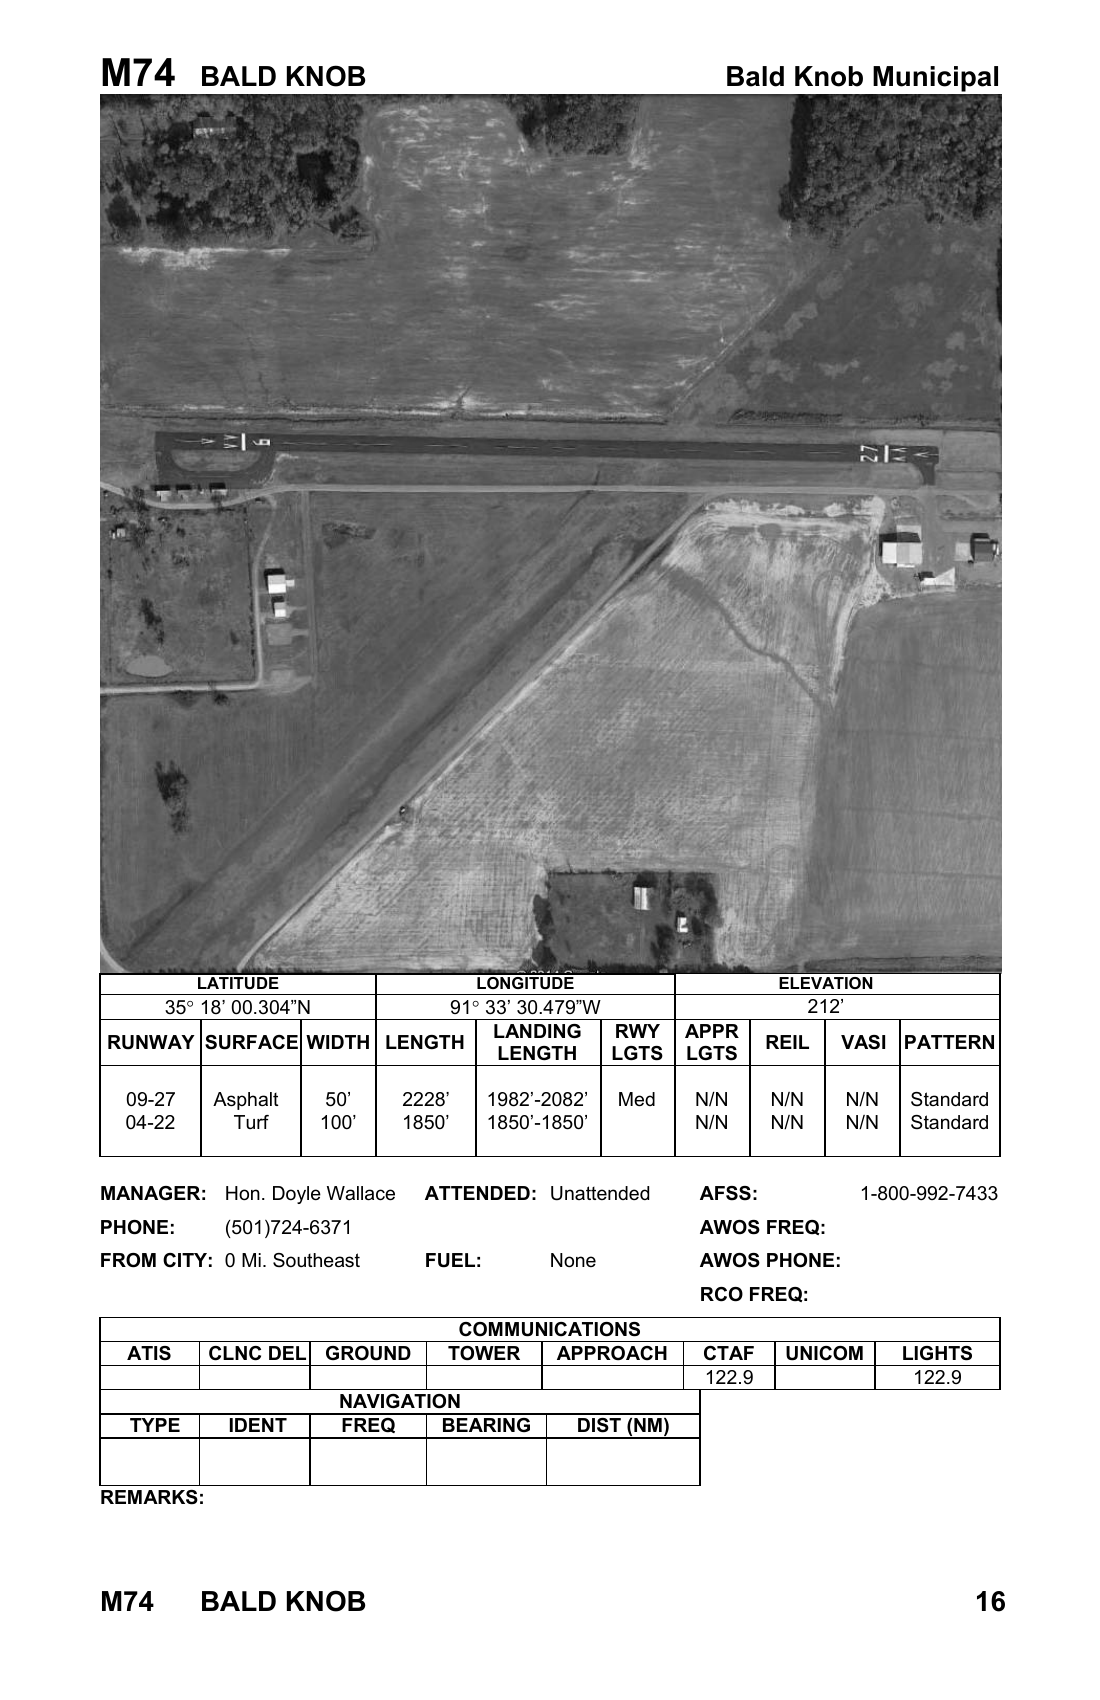 M74 BALD KNOB Bald Knob Municipal
9 27
LATITUDE LONGITUDE ELEVATION
35° 18’ 00.304”N 91° 33’ 30.479”W 212’
RUNWAY SURFACE WIDTH LENGTH LANDING LENGTH RWY LGTS APPR LGTS REIL VASI PATTERN
09-27 Asphalt 50’ 2228’ 1982’-2082’ Med N/N N/N N/N Standard
04-22 Turf 100’ 1850’ 1850’-1850’ N/N N/N N/N Standard
MANAGER: Hon. Doyle Wallace ATTENDED: Unattended AFSS: 1-800-992-7433
PHONE: (501)724-6371 AWOS FREQ:
FROM CITY: 0 Mi. Southeast FUEL: None AWOS PHONE:
RCO FREQ:
COMMUNICATIONS
ATIS CLNC DEL GROUND TOWER APPROACH CTAF UNICOM LIGHTS
122.9 122.9
NAVIGATION
TYPE IDENT FREQ BEARING DIST (NM)
REMARKS:
M74 BALD KNOB 16